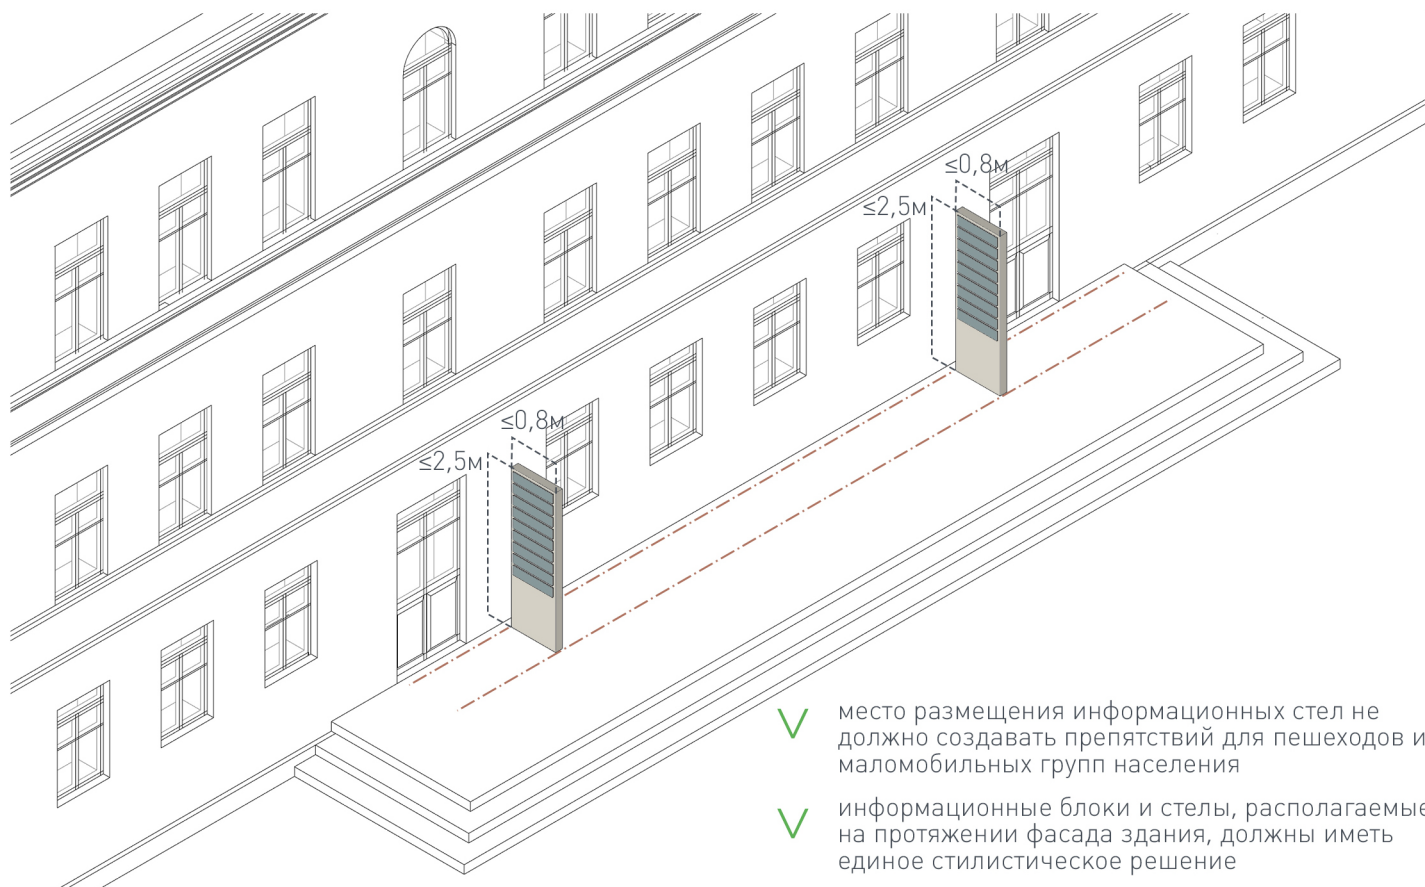 ≤0,8м
≤2,5м
≤0,8м
≤2,5м
место размещения информационных стел не
должно создавать препятствий для пешеходов и
маломобильных групп населения
информационные блоки и стелы, располагаемые
на протяжении фасада здания, должны иметь
единое стилистическое решение